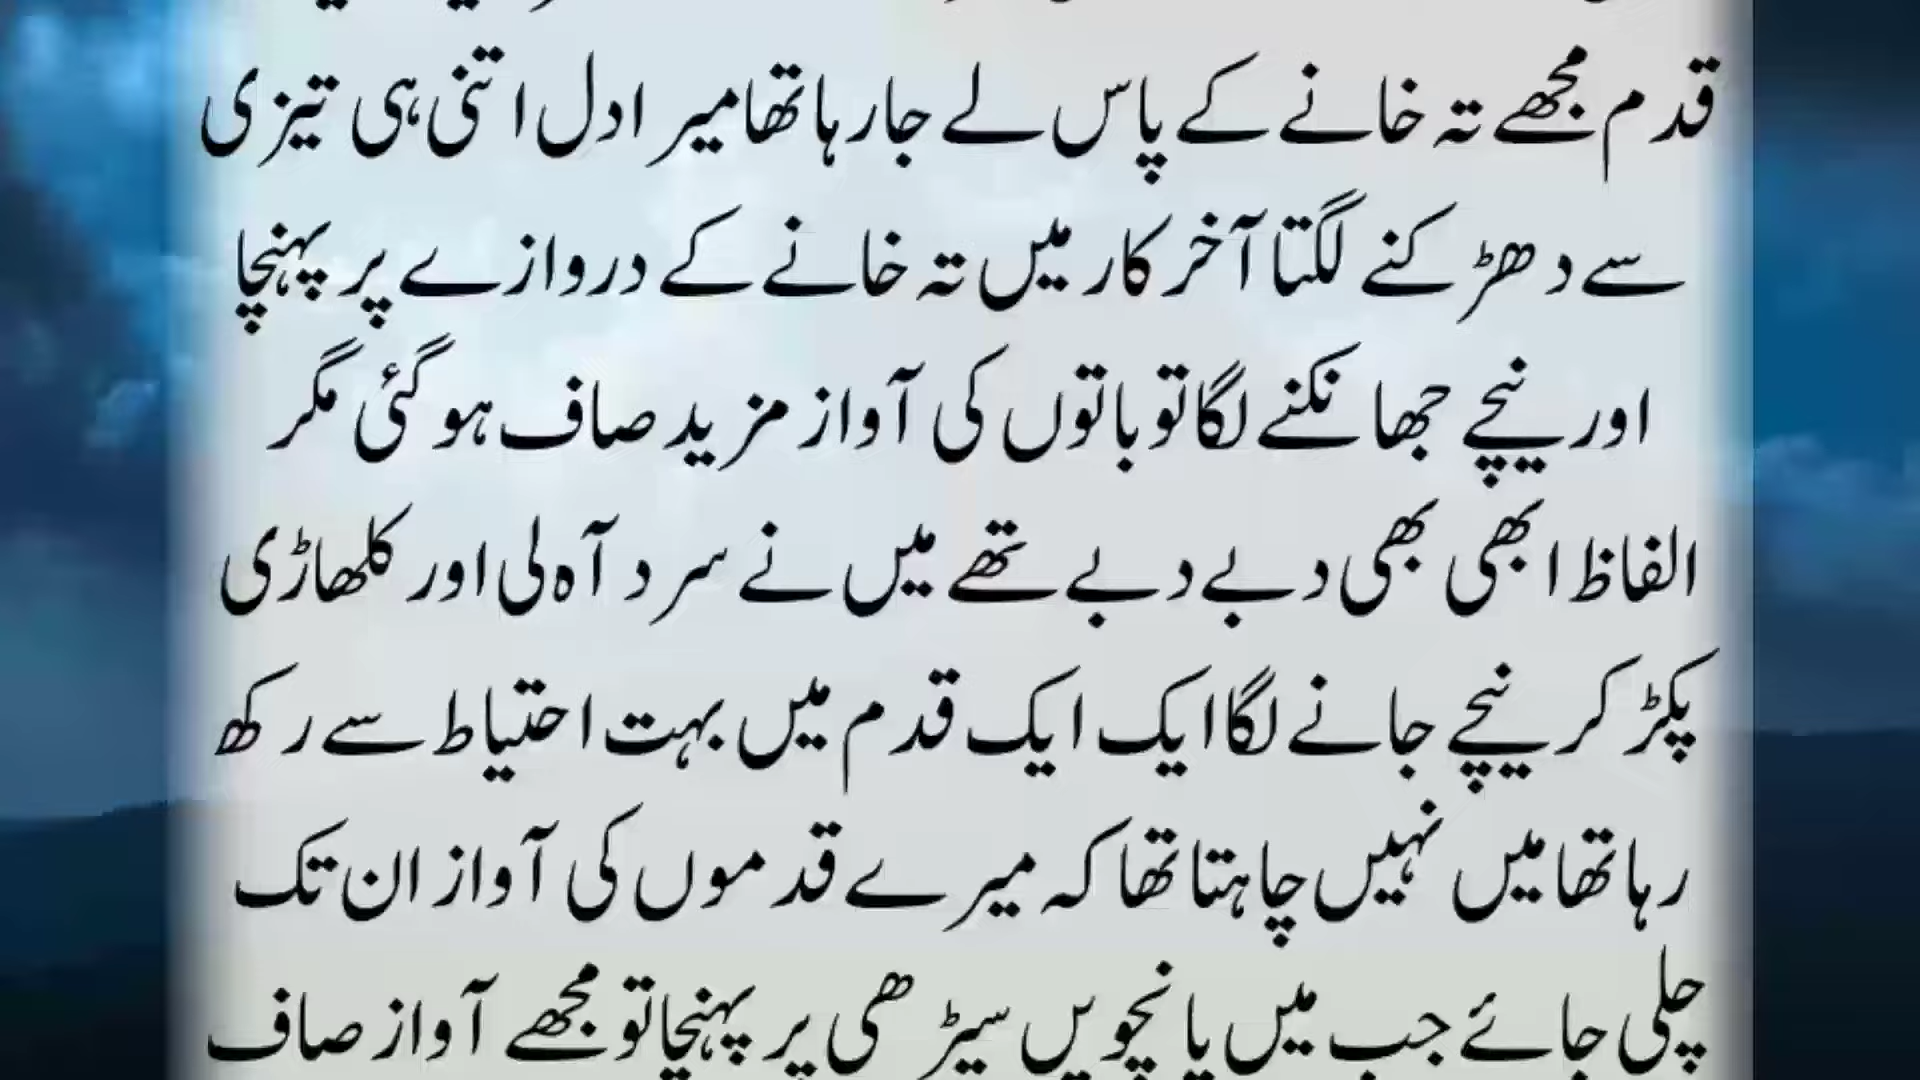 قدم مجھے تہ خانے کے پاس لے جا رہا تھا میرا دل اتنی ہی تیزی
سے دھڑکنے لگتا آخر کار میں تہ خانے کے دروازے پر پہنچا
اور نیچے جھانکنے لگا تو باتوں کی آواز مزید صاف ہو گئی مگر
الفاظ ابھی بھی دبے دبے تھے میں نے سرد آہ لی اور کلھاڑی
پکڑ کر نیچے جانے لگا ایک ایک قدم میں بہت احتیاط سے رکھ
رہا تھا میں نہیں چاہتا تھا کہ میرے قدموں کی آواز ان تک
چلی جائے جب میں پانچویں سیڑھی پر پہنچا تو مجھے آواز صاف